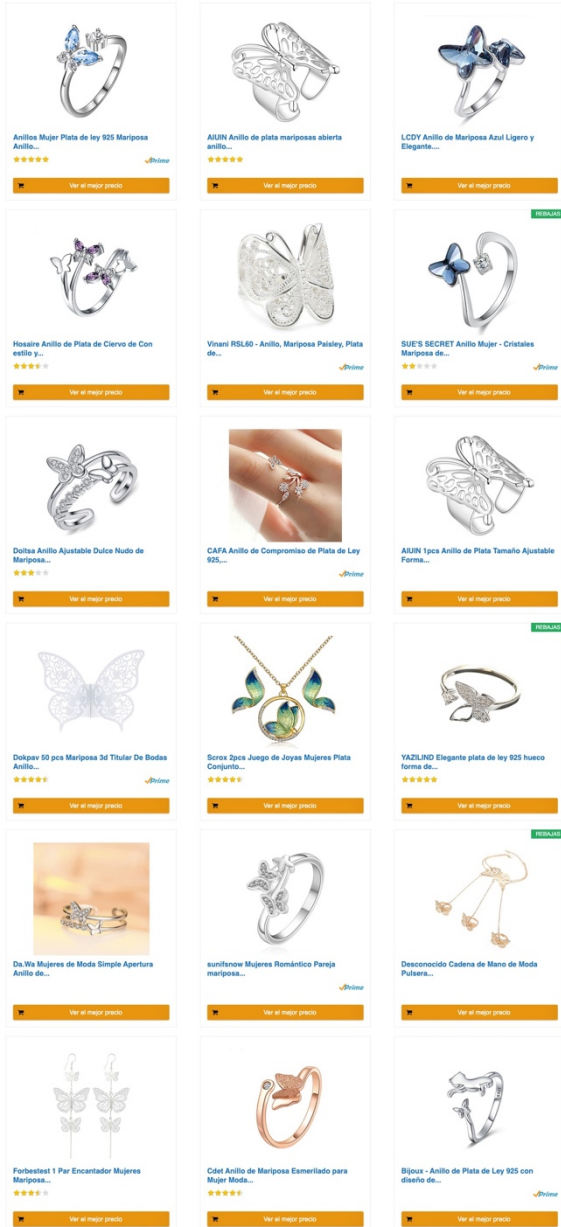 Anillos Mujer Plata de ley 925 Mariposa
Anillo...
Prime
Ver el mejor precio
AIUIN Anillo de plata mariposas abierta
anillo...
Ver el mejor precio
LCDY Anillo de Mariposa Azul Ligero y
Elegante....
Ver el mejor precio
Hosaire Anillo de Plata de Ciervo de Con
estilo y...
Ver el mejor precio
Vinani RSL60 - Anillo, Mariposa Paisley, Plata
de...
Prime
Ver el mejor precio
REBAJAS
SUE'S SECRET Anillo Mujer - Cristales
Mariposa de...
Prime
Ver el mejor precio
Doitsa Anillo Ajustable Dulce Nudo de
Mariposa...
Ver el mejor precio
CAFA Anillo de Compromiso de Plata de Ley
925,...
Prime
Ver el mejor precio
AIUIN 1pcs Anillo de Plata Tamaño Ajustable
Forma...
Ver el mejor precio
Dokpav 50 pcs Mariposa 3d Titular De Bodas
Anillo...
Prime
Ver el mejor precio
Scrox 2pcs Juego de Joyas Mujeres Plata
Conjunto...
Ver el mejor precio
REBAJAS
YAZILIND Elegante plata de ley 925 hueco
forma de...
Ver el mejor precio
Da.Wa Mujeres de Moda Simple Apertura
Anillo de...
Ver el mejor precio
sunifsnow Mujeres Romántico Pareja
mariposa...
Prime
Ver el mejor precio
REBAJAS
Desconocido Cadena de Mano de Moda
Pulsera...
Ver el mejor precio
Forbestest 1 Par Encantador Mujeres
Mariposa...
Ver el mejor precio
Cdet Anillo de Mariposa Esmerilado para
Mujer Moda...
Ver el mejor precio
Bijoux - Anillo de Plata de Ley 925 con
diseño de...
Prime
Ver el mejor precio